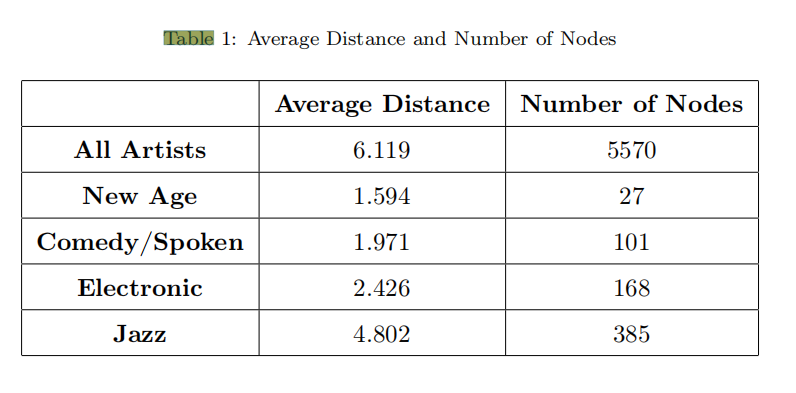 Table 1: Average Distance and Number of Nodes
Average Distance Number of Nodes
All Artists 6.119 5570
New Age 1.594 27
Comedy/Spoken 1.971 101
Electronic 2.426 168
Jazz 4.802 385